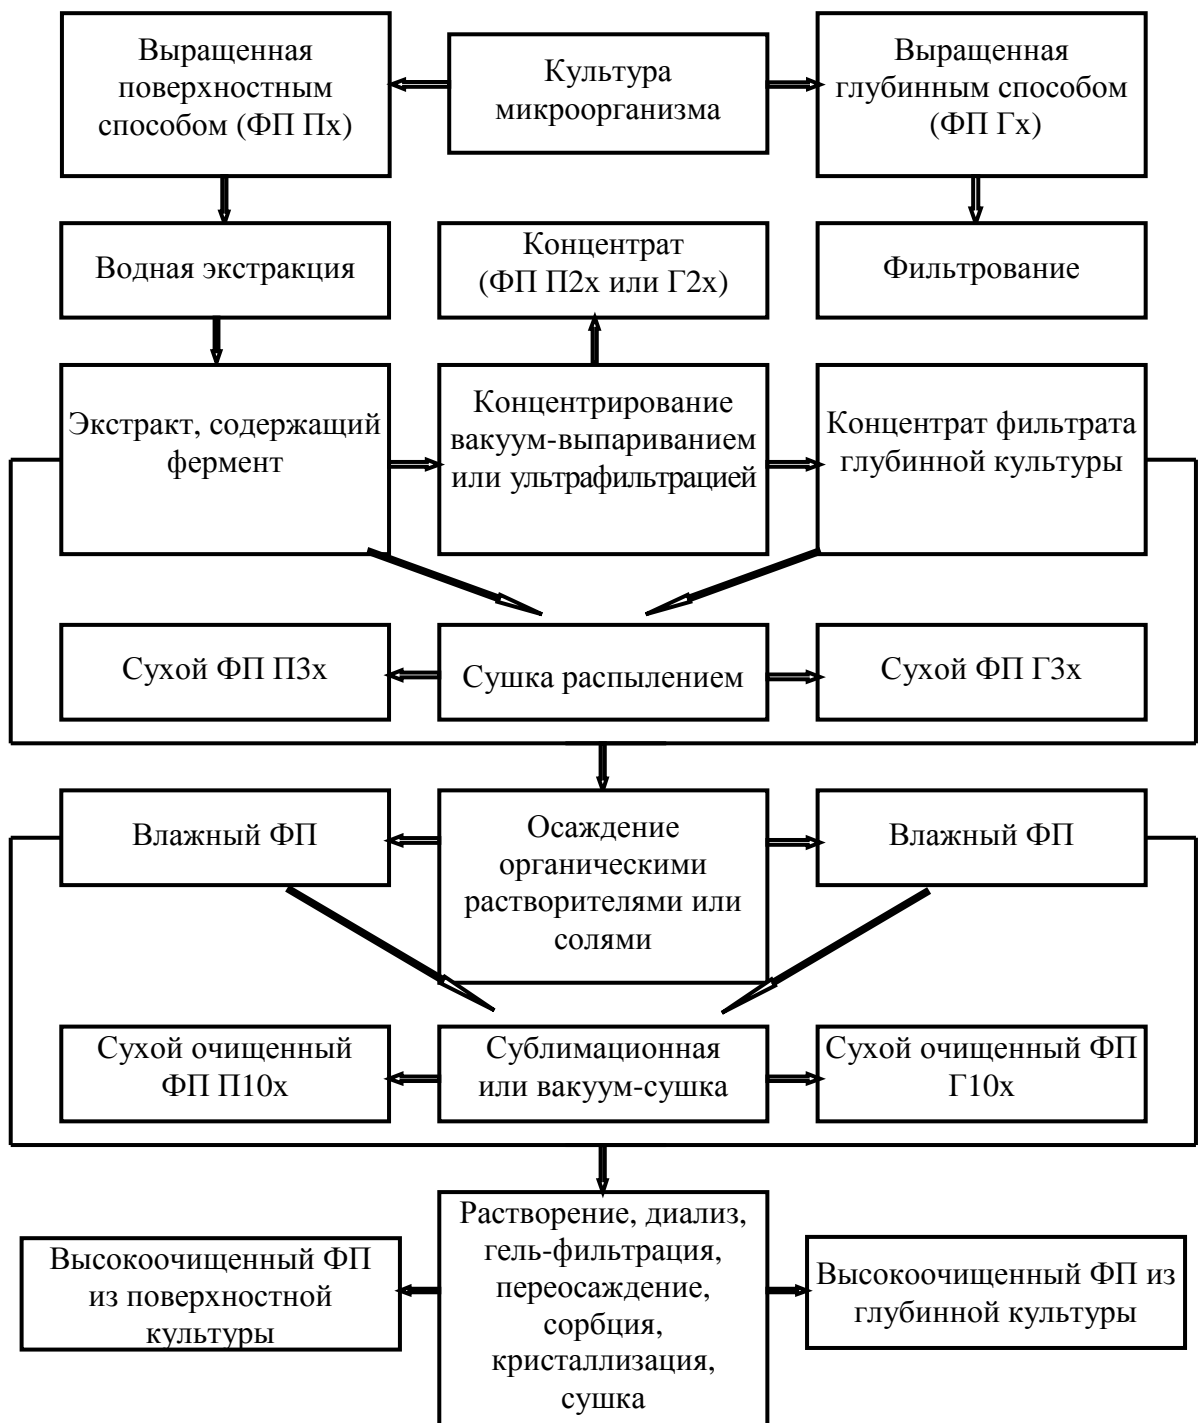 Выращенная
поверхностным
способом (ФП Пх)
Культура
микроорганизма
Выращенная
глубинным способом
(ФП Гх)
Водная экстракция
Концентрат
(ФП П2х или Г2х)
Фильтрование
Экстракт, содержащий
фермент
Концентрирование
вакуум-выпариванием
или ультрафильтрацией
Концентрат фильтрата
глубинной культуры
Сухой ФП П3х
Сушка распылением
Сухой ФП Г3х
Влажный ФП
Осаждение
органическими
растворителями или
солями
Влажный ФП
Сухой очищенный
ФП П10х
Сублимационная
или вакуум-сушка
Сухой очищенный ФП
Г10х
Высокоочищенный ФП
из поверхностной
культуры
Растворение, диализ,
гель-фильтрация,
переосаждение,
сорбция,
кристаллизация,
сушка
Высокоочищенный ФП из
глубинной культуры